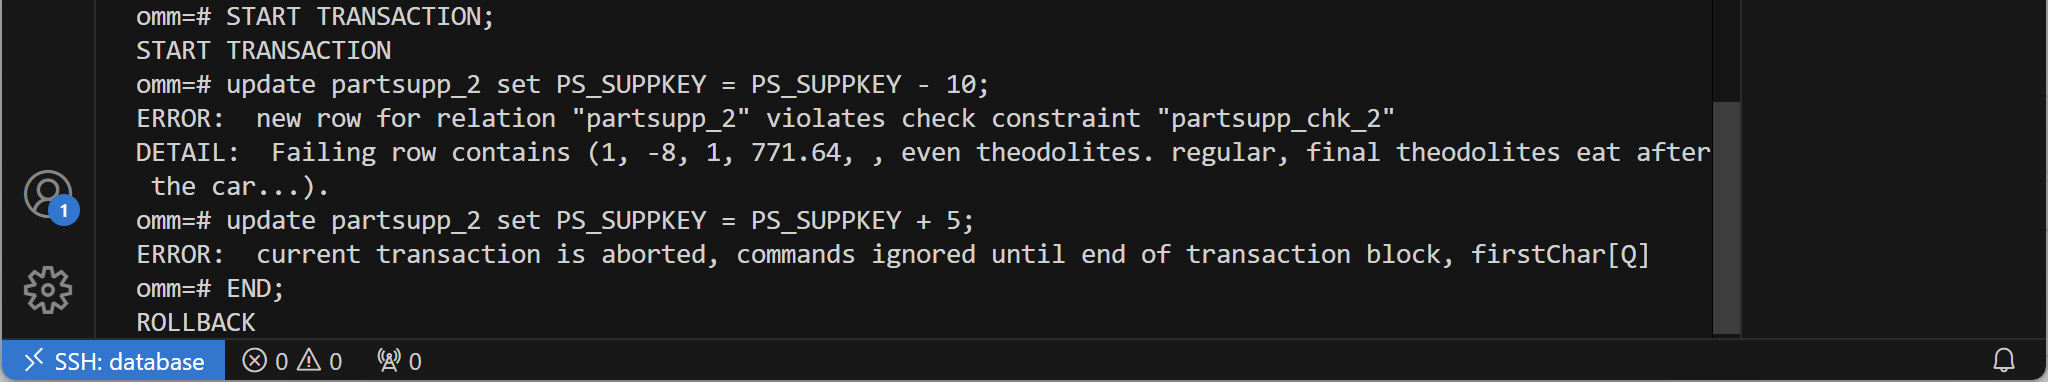 omm=# START TRANSACTION;
START TRANSACTION
omm=# update partsupp_2 set PS_SUPPKEY = PS_SUPPKEY - 10;
ERROR:  new row for relation "partsupp_2" violates check constraint "partsupp_chk_2"
DETAIL:  Failing row contains (1, -8, 1, 771.64, , even theodolites. regular, final theodolites eat after
 the car...).
omm=# update partsupp_2 set PS_SUPPKEY = PS_SUPPKEY + 5;
ERROR:  current transaction is aborted, commands ignored until end of transaction block, firstChar[Q]
omm=# END;
ROLLBACK
1
SSH: database 0 0 0